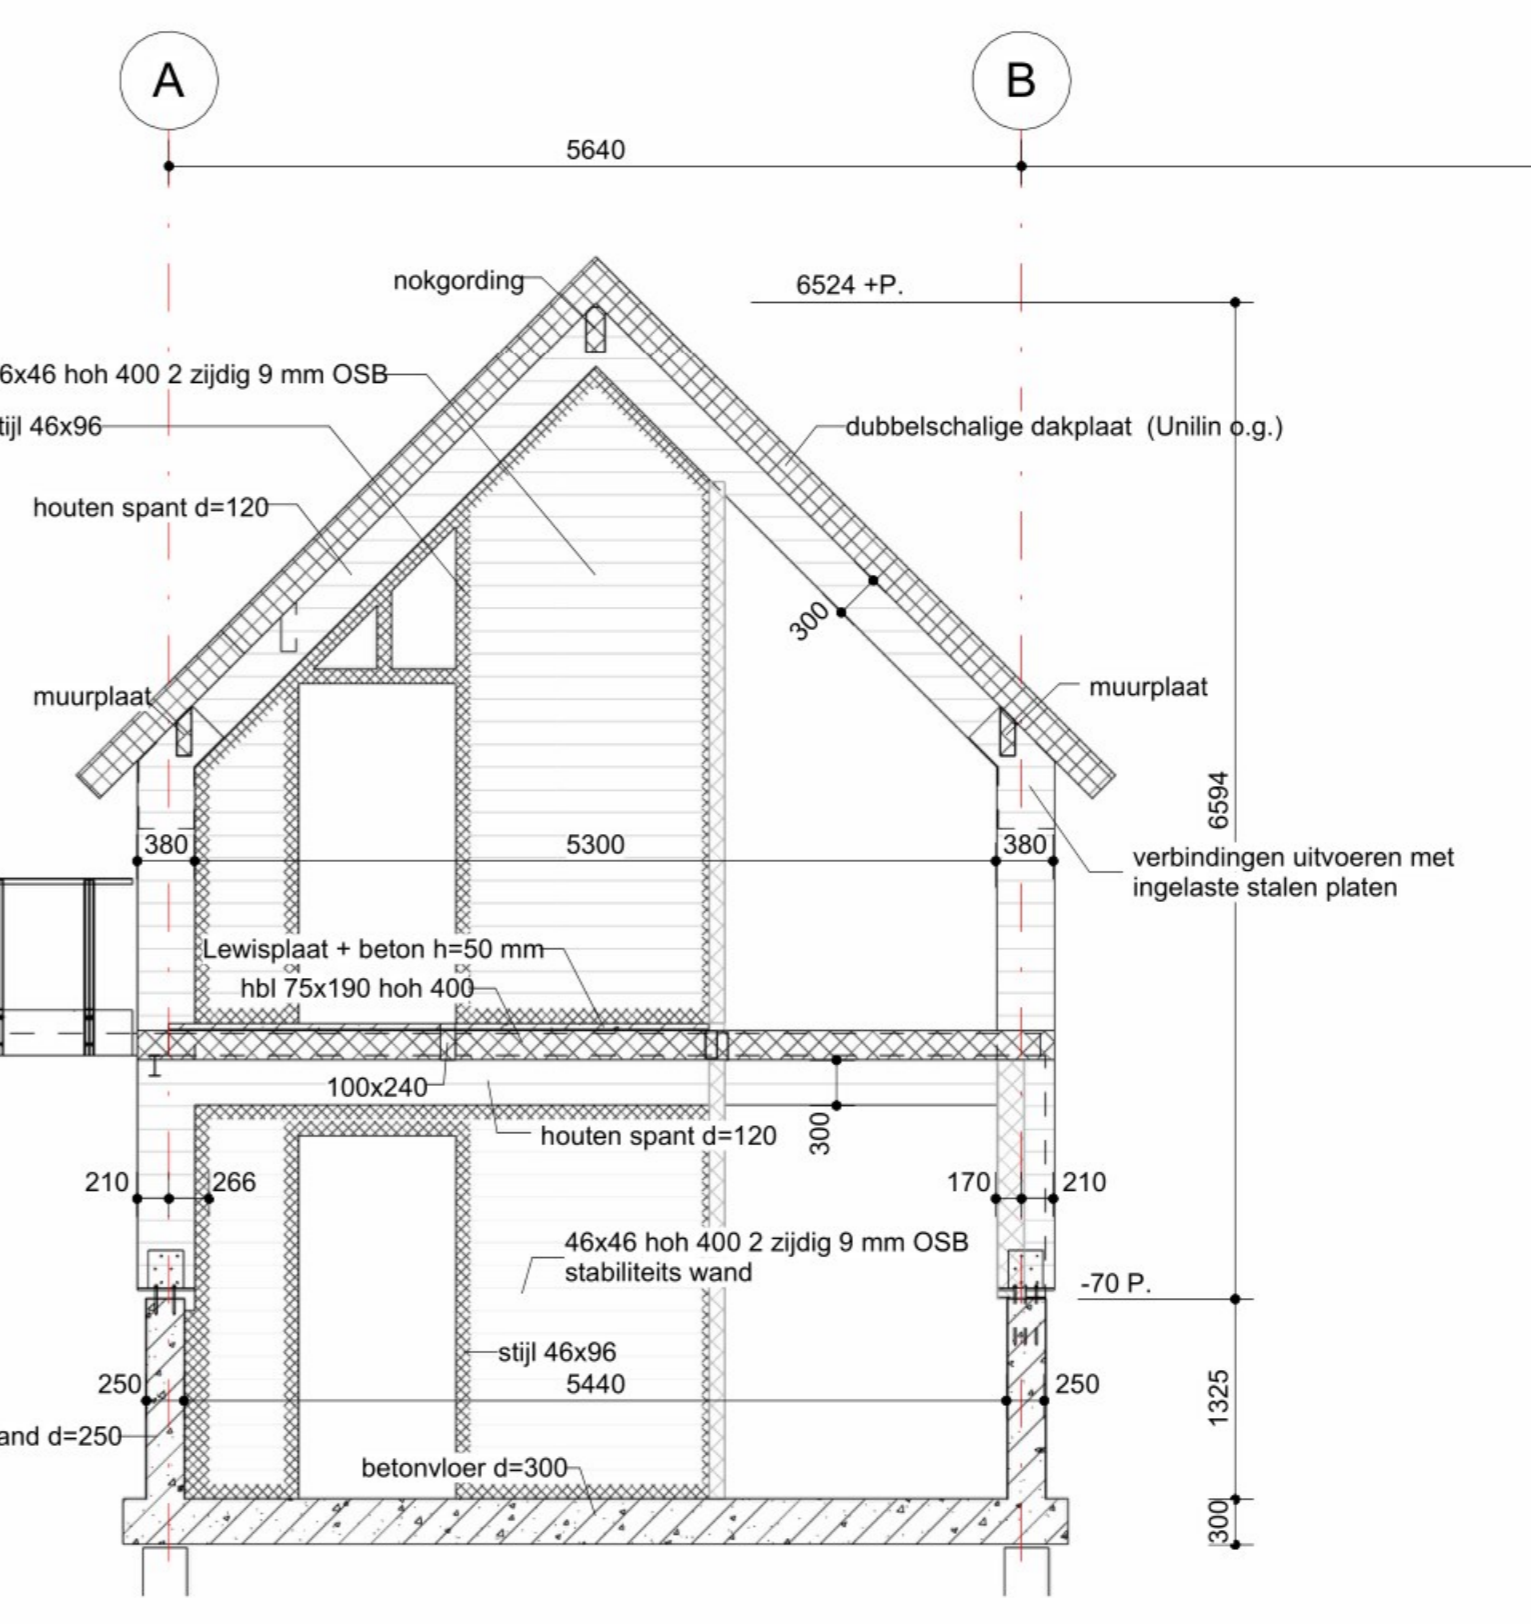 A
B
5640
nokgording
6524 +P.
6x46 hoh 400 2 zijdig 9 mm OSB
46x96
dubbelschalige dakplaat (Unilin o.g.)
houten spant d=120
300
muurplaat
muurplaat
6594
380
5300
380
verbindingen uitvoeren met
ingelaste stalen platen
Lewisplaat + beton h=50 mm
hbl 75x190 hoh 400
100x240
houten spant d=120
300
210
266
170
210
46x46 hoh 400 2 zijdig 9 mm OSB
stabiliteits wand
-70 P.
stijl 46x96
250
5440
250
1325
and d=250
betonvloer d=300
300